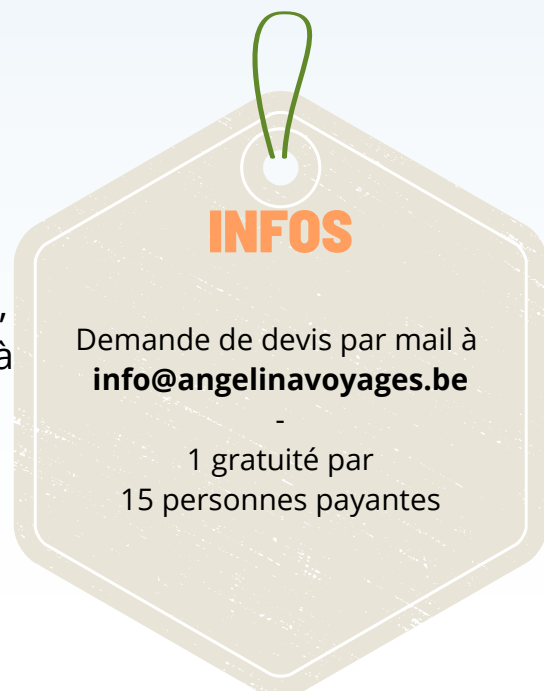 INFOS
,
à
Demande de devis par mail à
info@angelinavoyages.be
-
1 gratuité par
15 personnes payantes